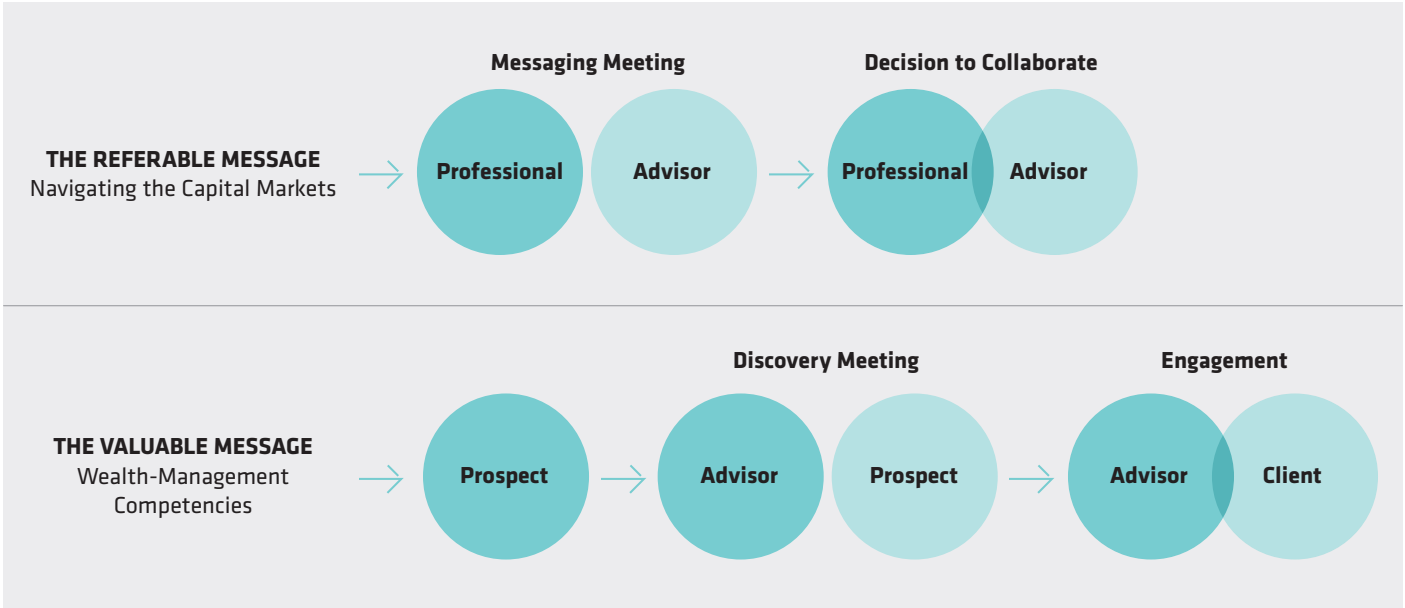 Messaging Meeting
Decision to Collaborate
THE REFERABLE MESSAGE
Navigating the Capital Markets
Professional
Advisor
Professional
Advisor
Discovery Meeting
Engagement
THE VALUABLE MESSAGE
Wealth-Management
Competencies
Prospect
Advisor
Prospect
Advisor
Client